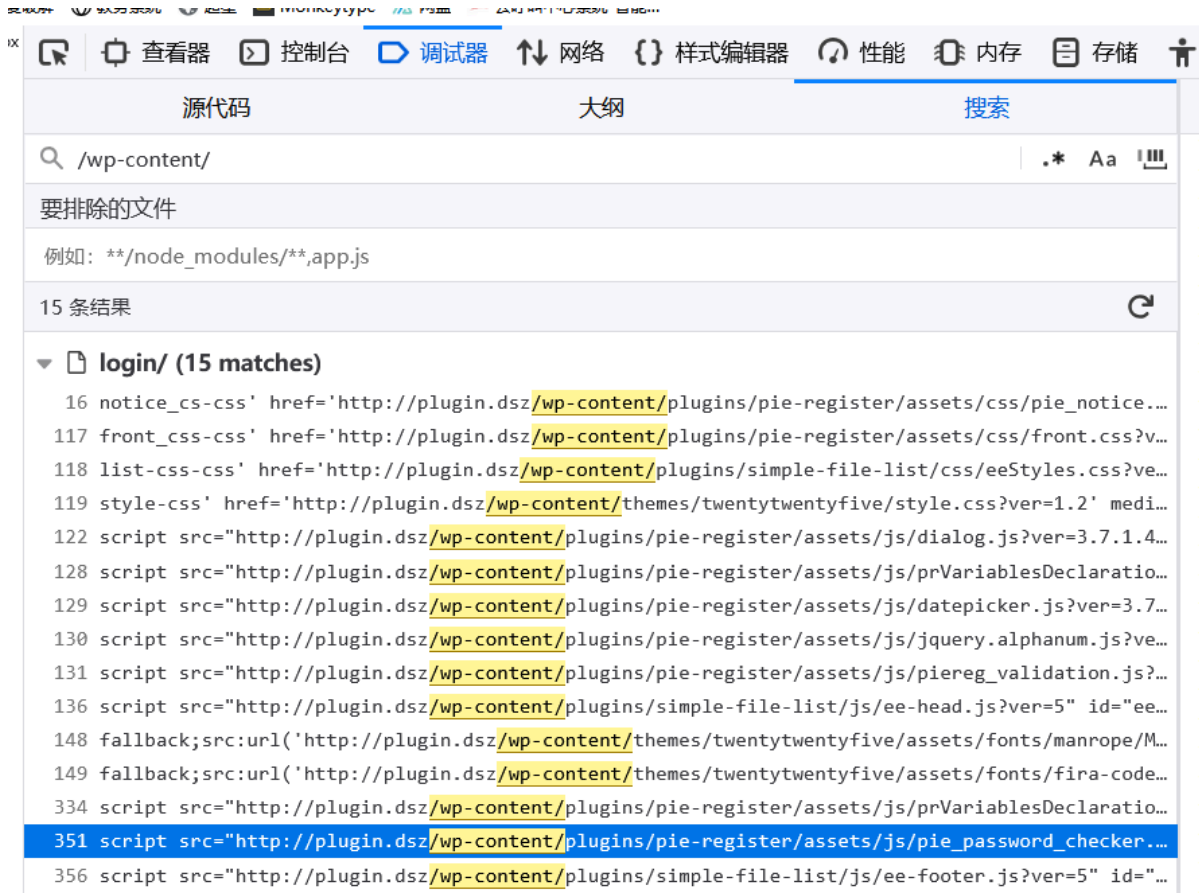 查看器 控制台 调试器 网络 {} 样式编辑器 性能 内存 存储
源代码 大纲 搜索
/wp-content/ .* Aa
要排除的文件
例如：**/node_modules/**,app.js
15 条结果
login/ (15 matches)
16 notice_cs-css' href='http://plugin.dsz/wp-content/plugins/pie-register/assets/css/pie_notice.…
117 front_css-css' href='http://plugin.dsz/wp-content/plugins/pie-register/assets/css/front.css?v…
118 list-css-css' href='http://plugin.dsz/wp-content/plugins/simple-file-list/css/eeStyles.css?ve…
119 style-css' href='http://plugin.dsz/wp-content/themes/twentytwentyfive/style.css?ver=1.2' medi…
122 script src="http://plugin.dsz/wp-content/plugins/pie-register/assets/js/dialog.js?ver=3.7.1.4…
128 script src="http://plugin.dsz/wp-content/plugins/pie-register/assets/js/prVariablesDeclaratio…
129 script src="http://plugin.dsz/wp-content/plugins/pie-register/assets/js/datepicker.js?ver=3.7…
130 script src="http://plugin.dsz/wp-content/plugins/pie-register/assets/js/jquery.alphanum.js?ve…
131 script src="http://plugin.dsz/wp-content/plugins/pie-register/assets/js/piereg_validation.js?…
136 script src="http://plugin.dsz/wp-content/plugins/simple-file-list/js/ee-head.js?ver=5" id="ee…
148 fallback;src:url('http://plugin.dsz/wp-content/themes/twentytwentyfive/assets/fonts/manrope/M…
149 fallback;src:url('http://plugin.dsz/wp-content/themes/twentytwentyfive/assets/fonts/fira-code…
334 script src="http://plugin.dsz/wp-content/plugins/pie-register/assets/js/prVariablesDeclaratio…
351 script src="http://plugin.dsz/wp-content/plugins/pie-register/assets/js/pie_password_checker.…
356 script src="http://plugin.dsz/wp-content/plugins/simple-file-list/js/ee-footer.js?ver=5" id="…